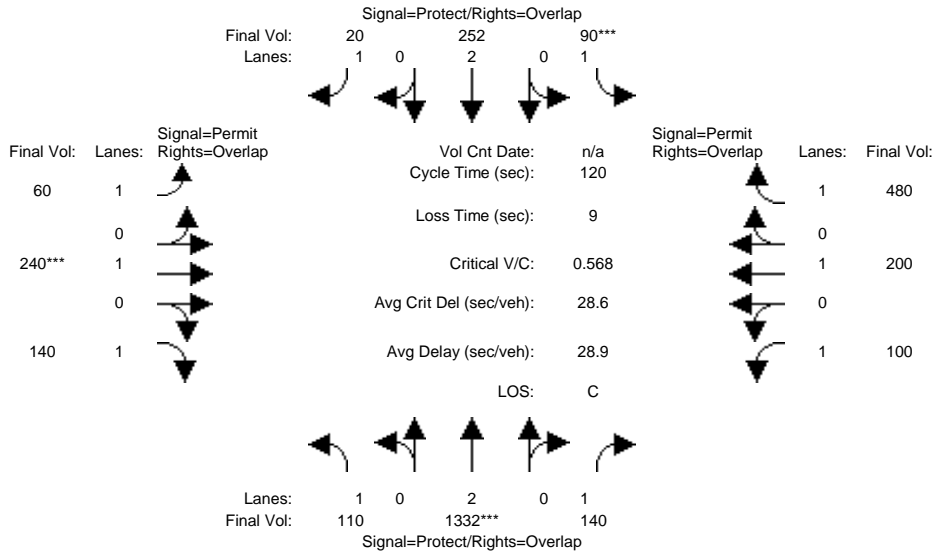 Signal=Protect/Rights=Overlap
Final Vol: 20 252 90***
Lanes: 1 0 2 0 1
Signal=Permit Signal=Permit
Final Vol: Lanes: Rights=Overlap Vol Cnt Date: n/a Rights=Overlap Lanes: Final Vol:
Cycle Time (sec): 120
60 1 1 480
Loss Time (sec): 9
0 0
240*** 1 Critical V/C: 0.568 1 200
0 Avg Crit Del (sec/veh): 28.6 0
140 1 Avg Delay (sec/veh): 28.9 1 100
LOS: C
Lanes: 1 0 2 0 1
Final Vol: 110 1332*** 140
Signal=Protect/Rights=Overlap